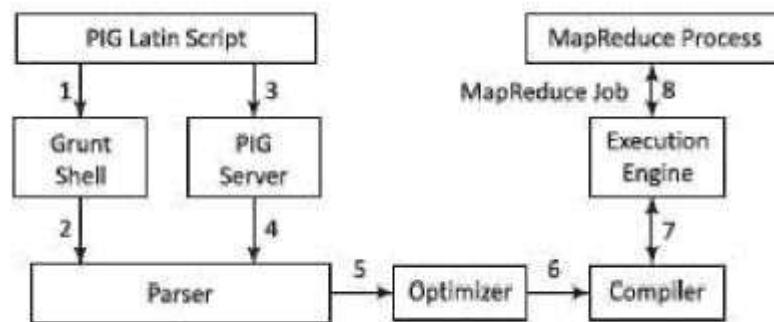 PIG Latin Script
MapReduce Process
1
3
MapReduce Job
8
Grunt
Shell
PIG
Server
Execution
Engine
2
4
7
5
6
Parser
Optimizer
Compiler